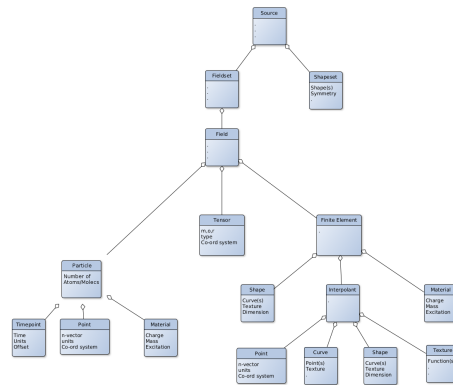 Source
Fieldset
Shapeset
Shape(s)
Symmetry
Field
Tensor
m,o,r
type
Co-ord system
Finite Element
Particle
Number of
Atoms/Molecs
Shape
Curve(s)
Texture
Dimension
Interpolant
Material
Charge
Mass
Excitation
Timepoint
Time
Units
Offset
Point
n-vector
units
Co-ord system
Material
Charge
Mass
Excitation
Point
n-vector
units
Co-ord system
Curve
Point(s)
Texture
Shape
Curve(s)
Texture
Dimension
Texture
Function(s)